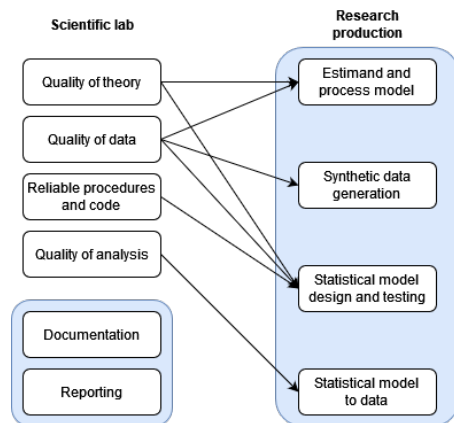 Scientific lab
Research
production
Quality of theory
Quality of data
Reliable procedures
and code
Quality of analysis
Documentation
Reporting
Estimand and
process model
Synthetic data
generation
Statistical model
design and testing
Statistical model
to data